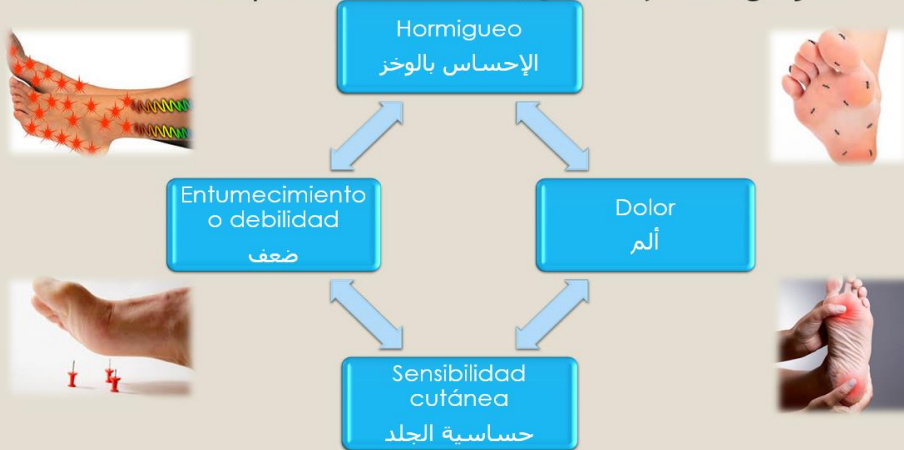 Hormigueo
الإحساس بالوخز
Entumecimiento
o debilidad
ضعف
Dolor
ألم
Sensibilidad
cutánea
حساسية الجلد